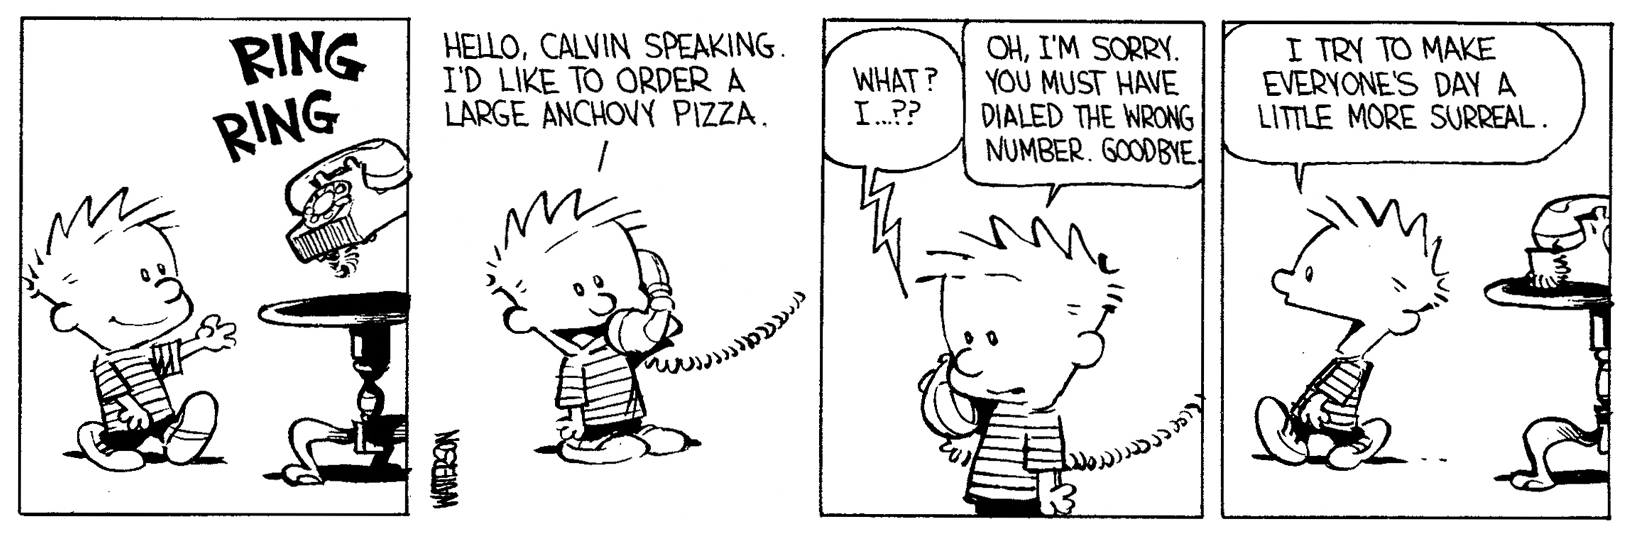 RING
RING
HELLO, CALVIN SPEAKING.
I'D LIKE TO ORDER A
LARGE ANCHOVY PIZZA.
WATTERSON
WHAT?
I...??
OH, I'M SORRY.
YOU MUST HAVE
DIALED THE WRONG
NUMBER. GOODBYE.
I TRY TO MAKE
EVERYONE'S DAY A
LITTLE MORE SURREAL.